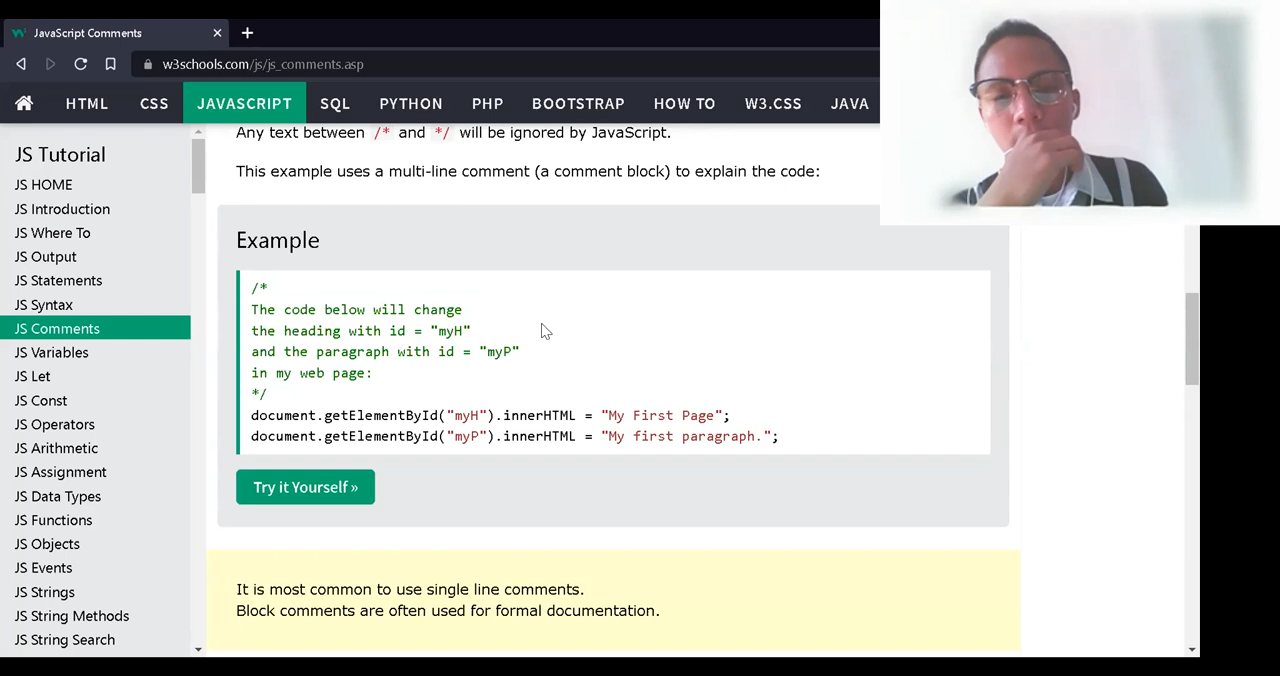 JavaScript Comments
w3schools.com/js/js_comments.asp
HTML CSS JAVASCRIPT SQL PYTHON PHP BOOTSTRAP HOW TO W3.CSS JAVA
JS Tutorial
JS HOME
JS Introduction
JS Where To
JS Output
JS Statements
JS Syntax
JS Comments
JS Variables
JS Let
JS Const
JS Operators
JS Arithmetic
JS Assignment
JS Data Types
JS Functions
JS Objects
JS Events
JS Strings
JS String Methods
JS String Search
Any text between /* and */ will be ignored by JavaScript.
This example uses a multi-line comment (a comment block) to explain the code:
Example
/*
The code below will change
the heading with id = "myH"
and the paragraph with id = "myP"
in my web page:
*/
document.getElementById("myH").innerHTML = "My First Page";
document.getElementById("myP").innerHTML = "My first paragraph.";
Try it Yourself »
It is most common to use single line comments.
Block comments are often used for formal documentation.